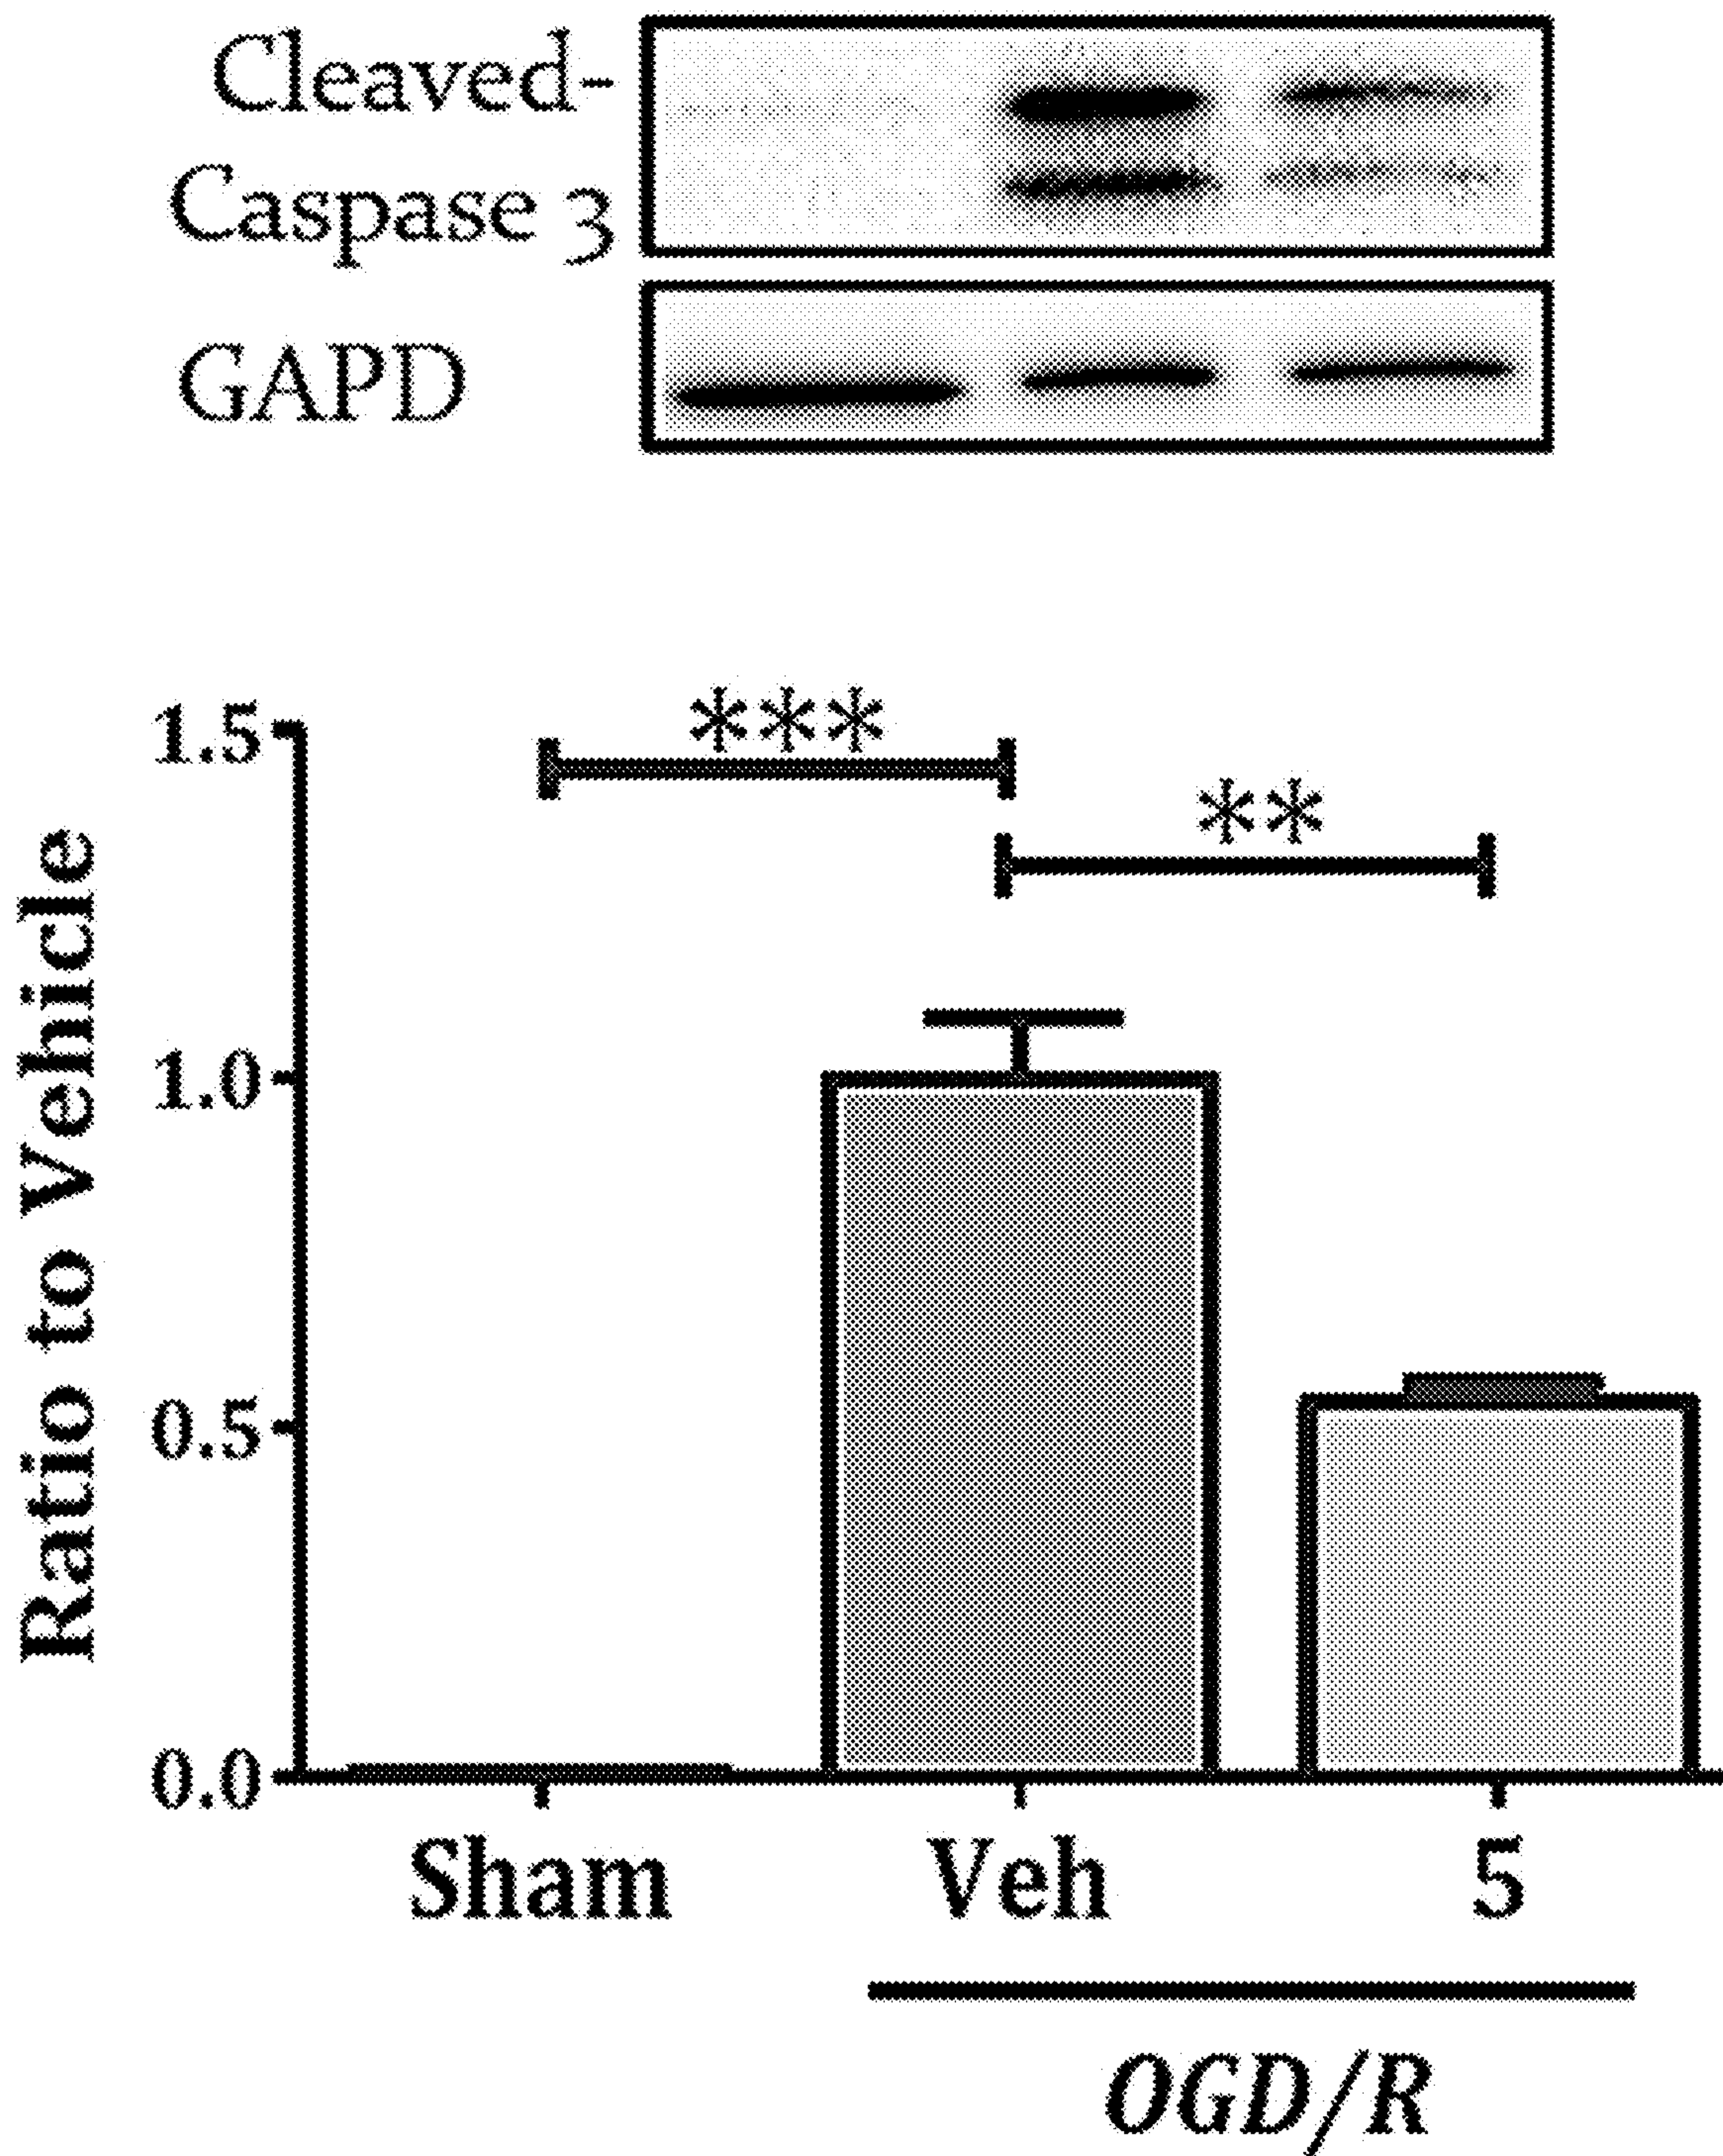 Cleaved-
Caspase 3
GAPD
Ratio to Vehicle
1.5
1.0
0.5
0.0
***
**
Sham Veh 5
OGD/R